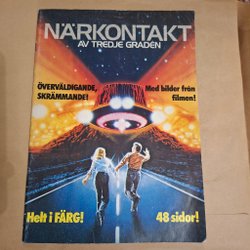 NÄRKONTAKT
AV TREDJE GRADEN
ÖVERVÄLDIGANDE,
SKRÄMMANDE!
Med bilder från
filmen!
Helt i FÄRG!
48 sidor!